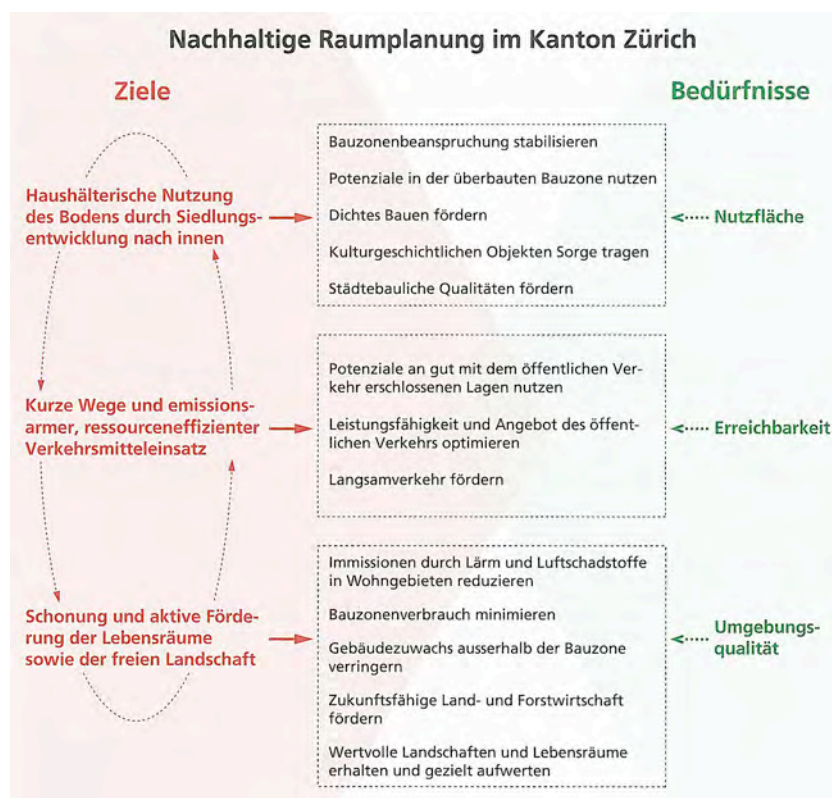 Nachhaltige Raumplanung im Kanton Zürich
Ziele
Bedürfnisse
Haushälterische Nutzung
des Bodens durch Siedlungs-
entwicklung nach innen
Bauzonenbeanspruchung stabilisieren
Potenziale in der überbauten Bauzone nutzen
Dichtes Bauen fördern
Kulturgeschichtlichen Objekten Sorge tragen
Städtebauliche Qualitäten fördern
Nutzfläche
Kurze Wege und emissions-
armer, ressourceneffizienter
Verkehrsmitteleinsatz
Potenziale an gut mit dem öffentlichen Ver-
kehr erschlossenen Lagen nutzen
Leistungsfähigkeit und Angebot des öffent-
lichen Verkehrs optimieren
Langsamverkehr fördern
Erreichbarkeit
Schonung und aktive Förde-
rung der Lebensräume
sowie der freien Landschaft
Immissionen durch Lärm und Luftschadstoffe
in Wohngebieten reduzieren
Bauzonenverbrauch minimieren
Gebäudezuwachs ausserhalb der Bauzone
verringern
Zukunftsfähige Land- und Forstwirtschaft
fördern
Wertvolle Landschaften und Lebensräume
erhalten und gezielt aufwerten
Umgebungs-
qualität